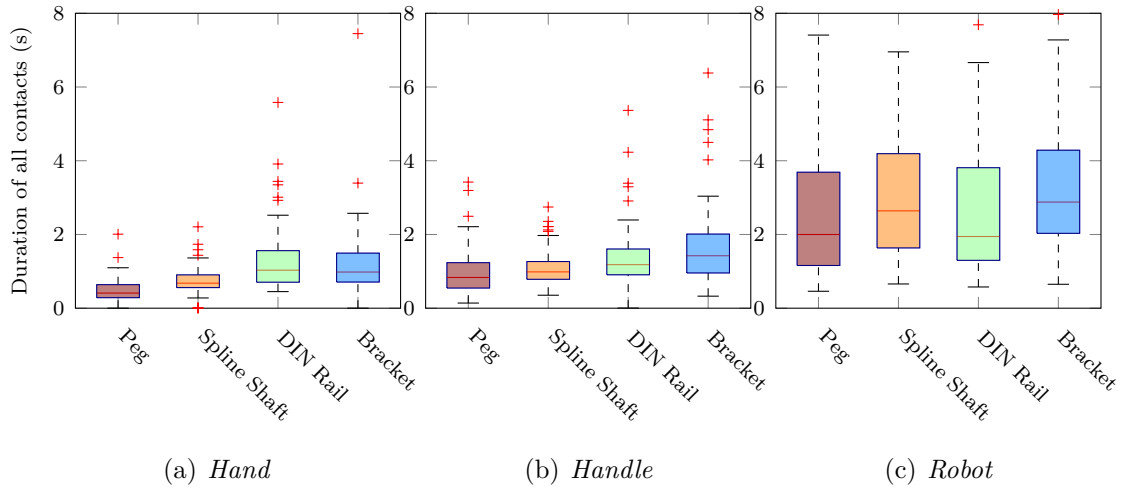 Duration of all contacts (s)
0
2
4
6
8
Peg
Spline Shaft
DIN Rail
Bracket
(a) Hand
0
2
4
6
8
Peg
Spline Shaft
DIN Rail
Bracket
(b) Handle
0
2
4
6
8
Peg
Spline Shaft
DIN Rail
Bracket
(c) Robot